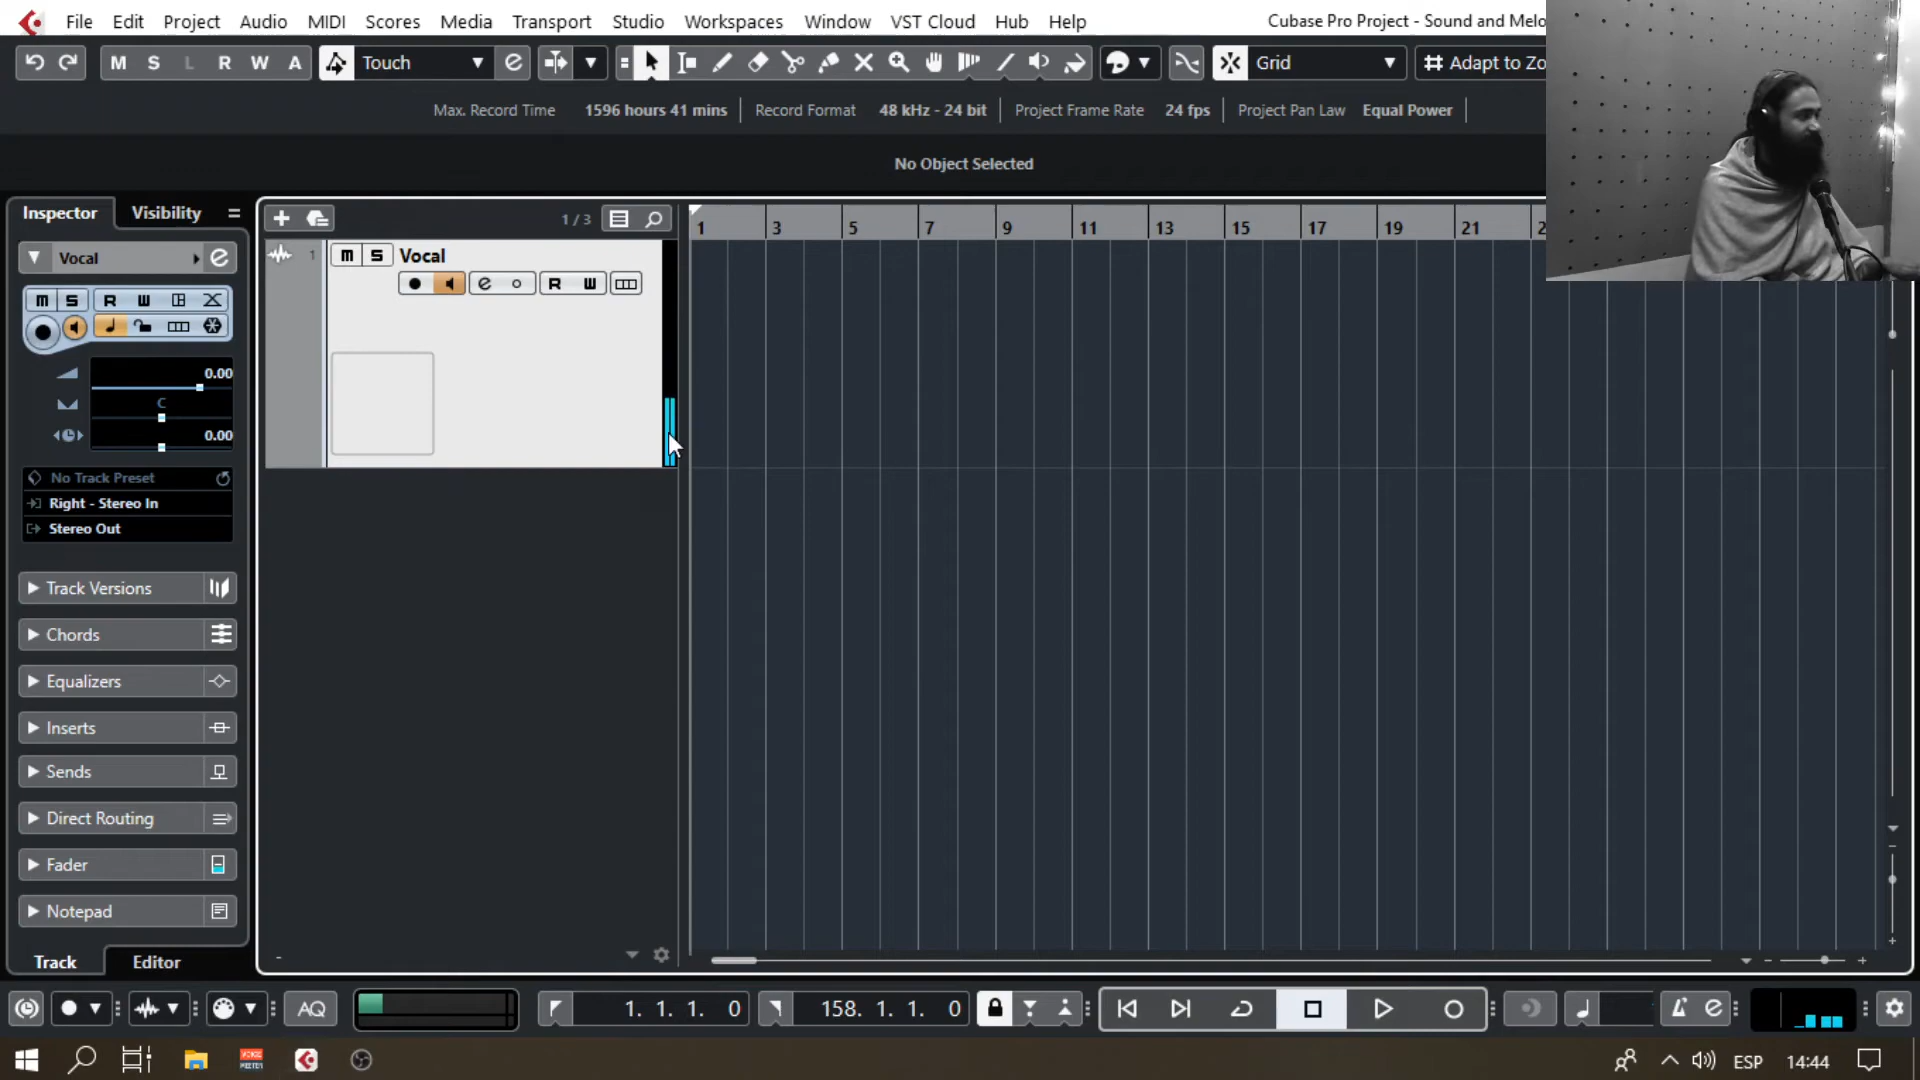 File Edit Project Audio MIDI Scores Media Transport Studio Workspaces Window VST Cloud Hub Help Cubase Pro Project - Sound and Melo
M S L R W A Touch Grid Adapt to Zo
Max. Record Time 1596 hours 41 mins Record Format 48 kHz - 24 bit Project Frame Rate 24 fps Project Pan Law Equal Power
No Object Selected
Inspector Visibility
1 / 3
1 3 5 7 9 11 13 15 17 19 21 2
Vocal
M S R W
0.00
C
0.00
No Track Preset
Right - Stereo In
Stereo Out
Track Versions
Chords
Equalizers
Inserts
Sends
Direct Routing
Fader
Notepad
Track Editor
1 M S Vocal
R W
AQ 1. 1. 1. 0 158. 1. 1. 0
VOICE MEETER ESP 14:44